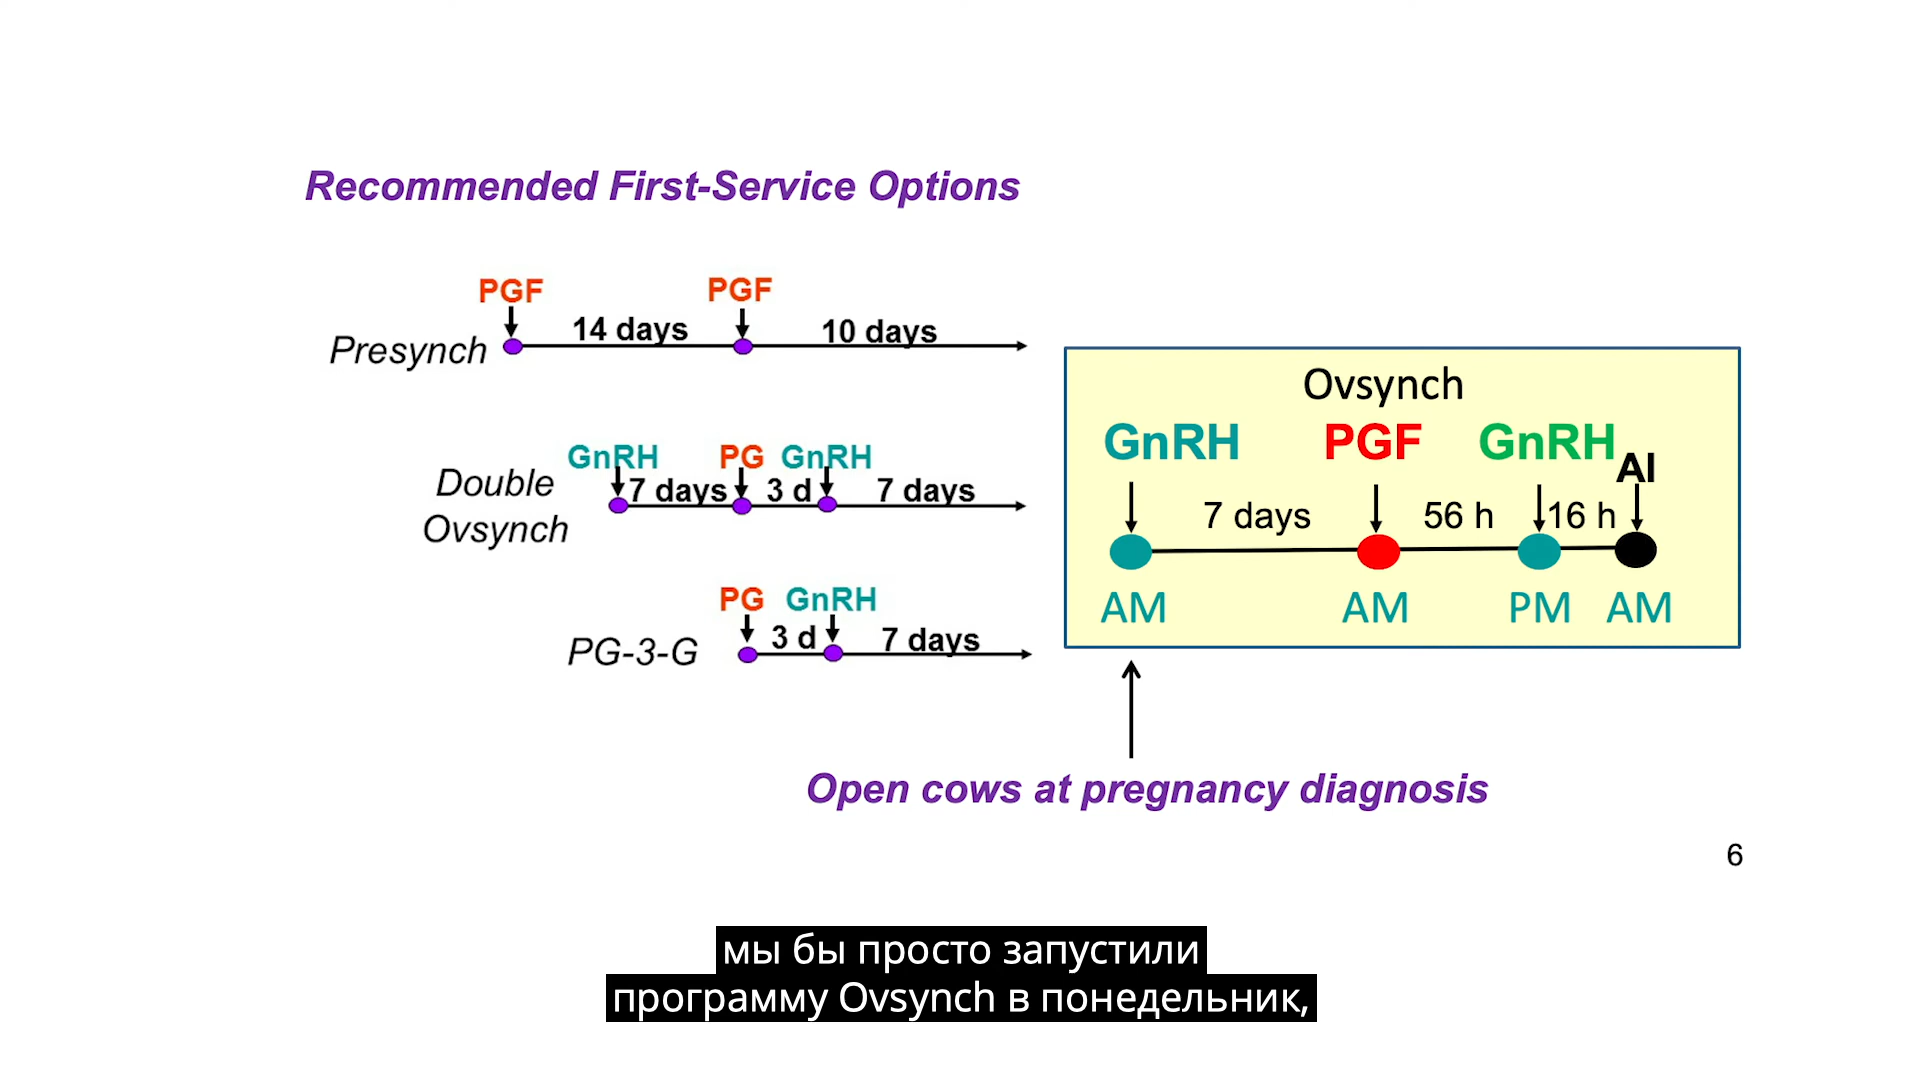 Recommended First-Service Options
PGF PGF
Presynch 14 days 10 days
GnRH PG GnRH
Double Ovsynch 7 days 3 d 7 days
PG GnRH
PG-3-G 3 d 7 days
Ovsynch
GnRH PGF GnRH AI
7 days 56 h 16 h
AM AM PM AM
Open cows at pregnancy diagnosis
6
мы бы просто запустили
программу Ovsynch в понедельник,